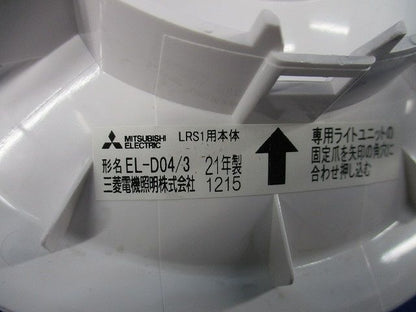 MITSUBISHI
ELECTRIC
LRS1用本体
形名 EL-D04/3 21年製
三菱電機照明株式会社 1215
専用ライトユニットの
固定爪を矢印の角穴に
合わせ押し込む